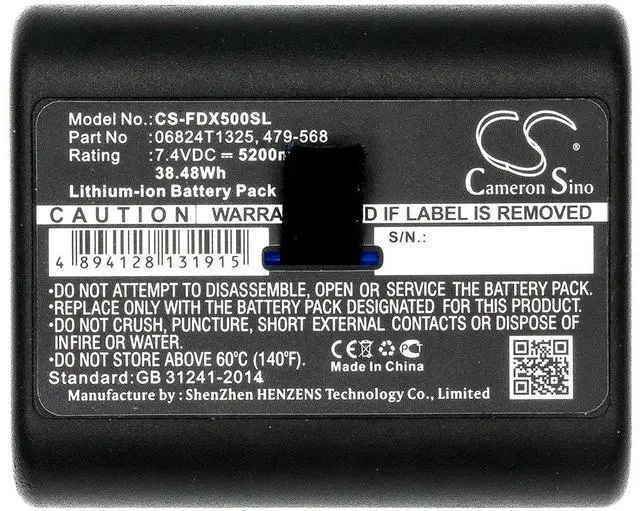 Model No.:CS-FDX500SL
Part No :06824T1325, 479-568
Rating :7.4VDC ⎓ 5200
38.48Wh
Lithium-ion Battery Pack
CS
®
Cameron Sino
CAUTION IF LABEL IS REMOVED
4 894128 131915
S/N.:
•DO NOT ATTEMPT TO DISASSEMBLE, OPEN OR SERVICE THE BATTERY PACK.
•REPLACE ONLY WITH THE BATTERY PACK DESIGNATED FOR THIS PRODUCT.
•DO NOT CRUSH, PUNCTURE, SHORT EXTERNAL CONTACTS OR DISPOSE OF
INFIRE OR WATER.
•DO NOT STORE ABOVE 60°C (140°F).
CE
Made In China
Standard:GB 31241-2014
Manufacture by : ShenZhen HENZENS Technology Co., Limited